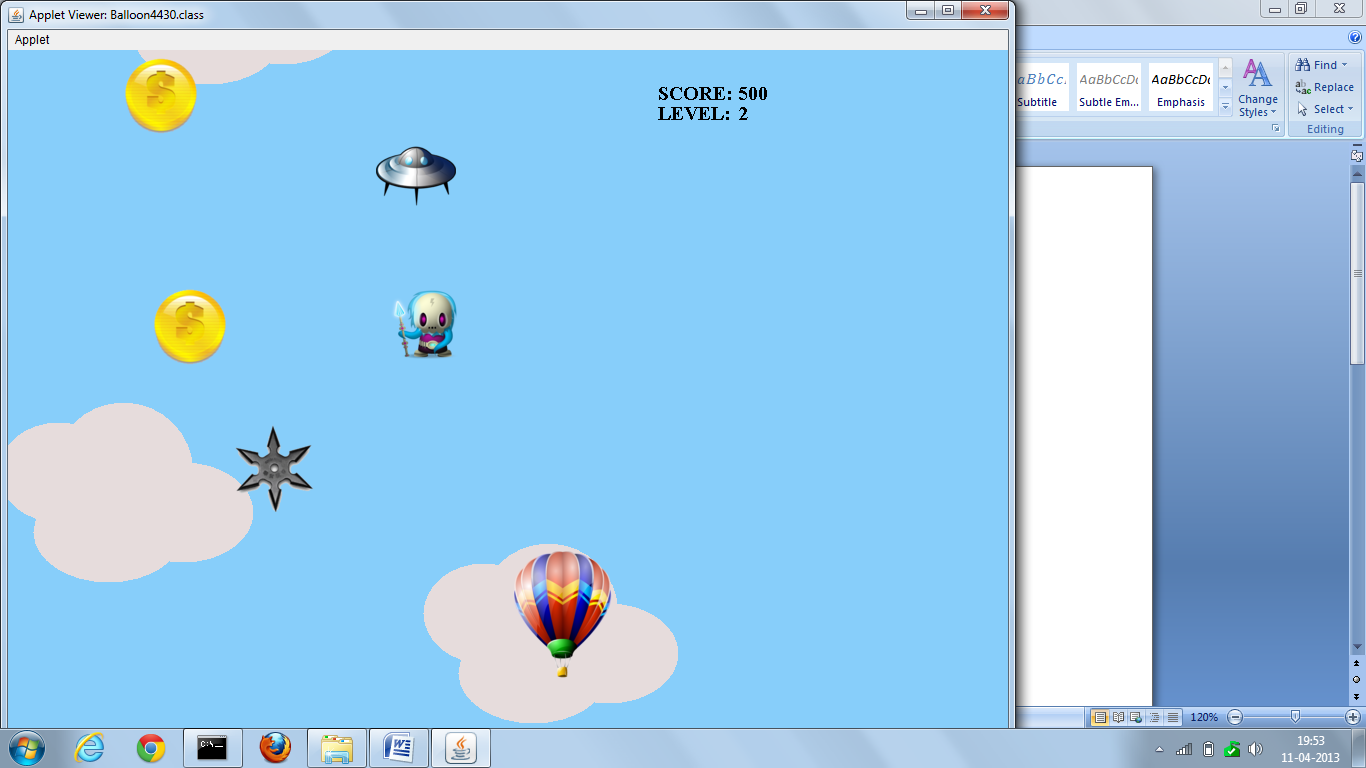 Applet Viewer: Balloon4430.class
Applet
SCORE: 500
LEVEL: 2
AaBbCc.
AaBbCcDc
AaBbCcDc
Subtitle
Subtle Em...
Emphasis
Change
Styles
Find
Replace
Select
Editing
120%
C:\
19:53
11-04-2013